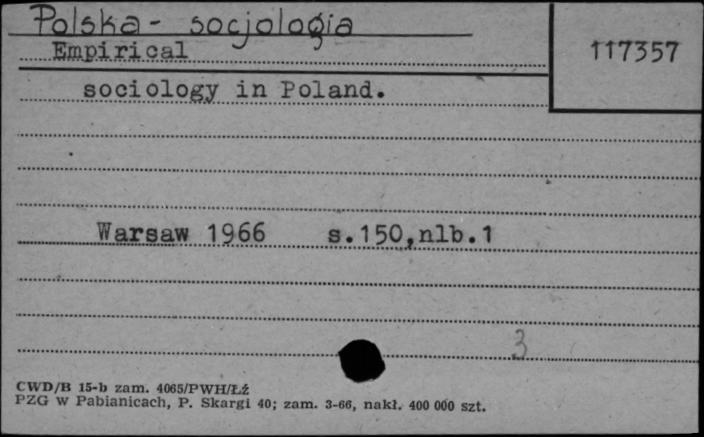 Polska - socjologia
Empirical
117357
sociology in Poland.
Warsaw 1966 s.150,nlb.1
3
CWD/B 15-b zam. 4065/PWH/Łź
PZG w Pabianicach, P. Skargi 40; zam. 3-66, nakł. 400 000 szt.